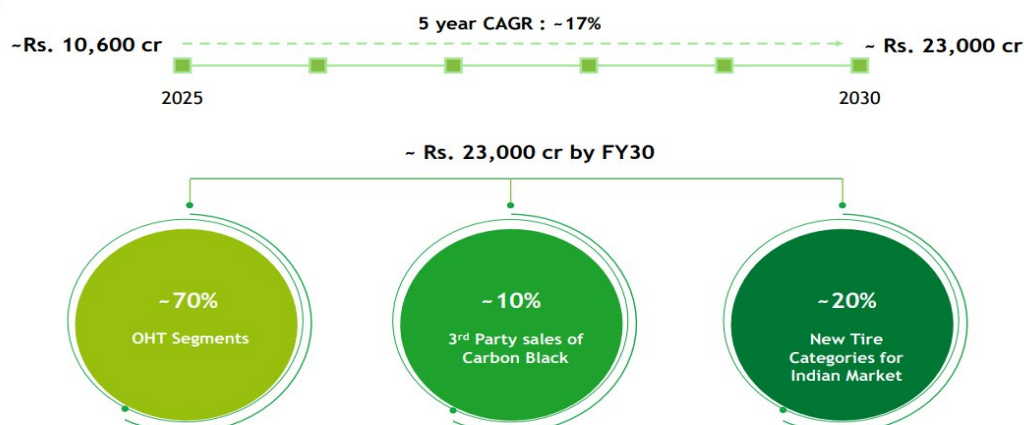 5 year CAGR : ~17%
~Rs. 10,600 cr
~ Rs. 23,000 cr
2025
2030
~ Rs. 23,000 cr by FY30
~70%
OHT Segments
~10%
3rd Party sales of
Carbon Black
~20%
New Tire
Categories for
Indian Market